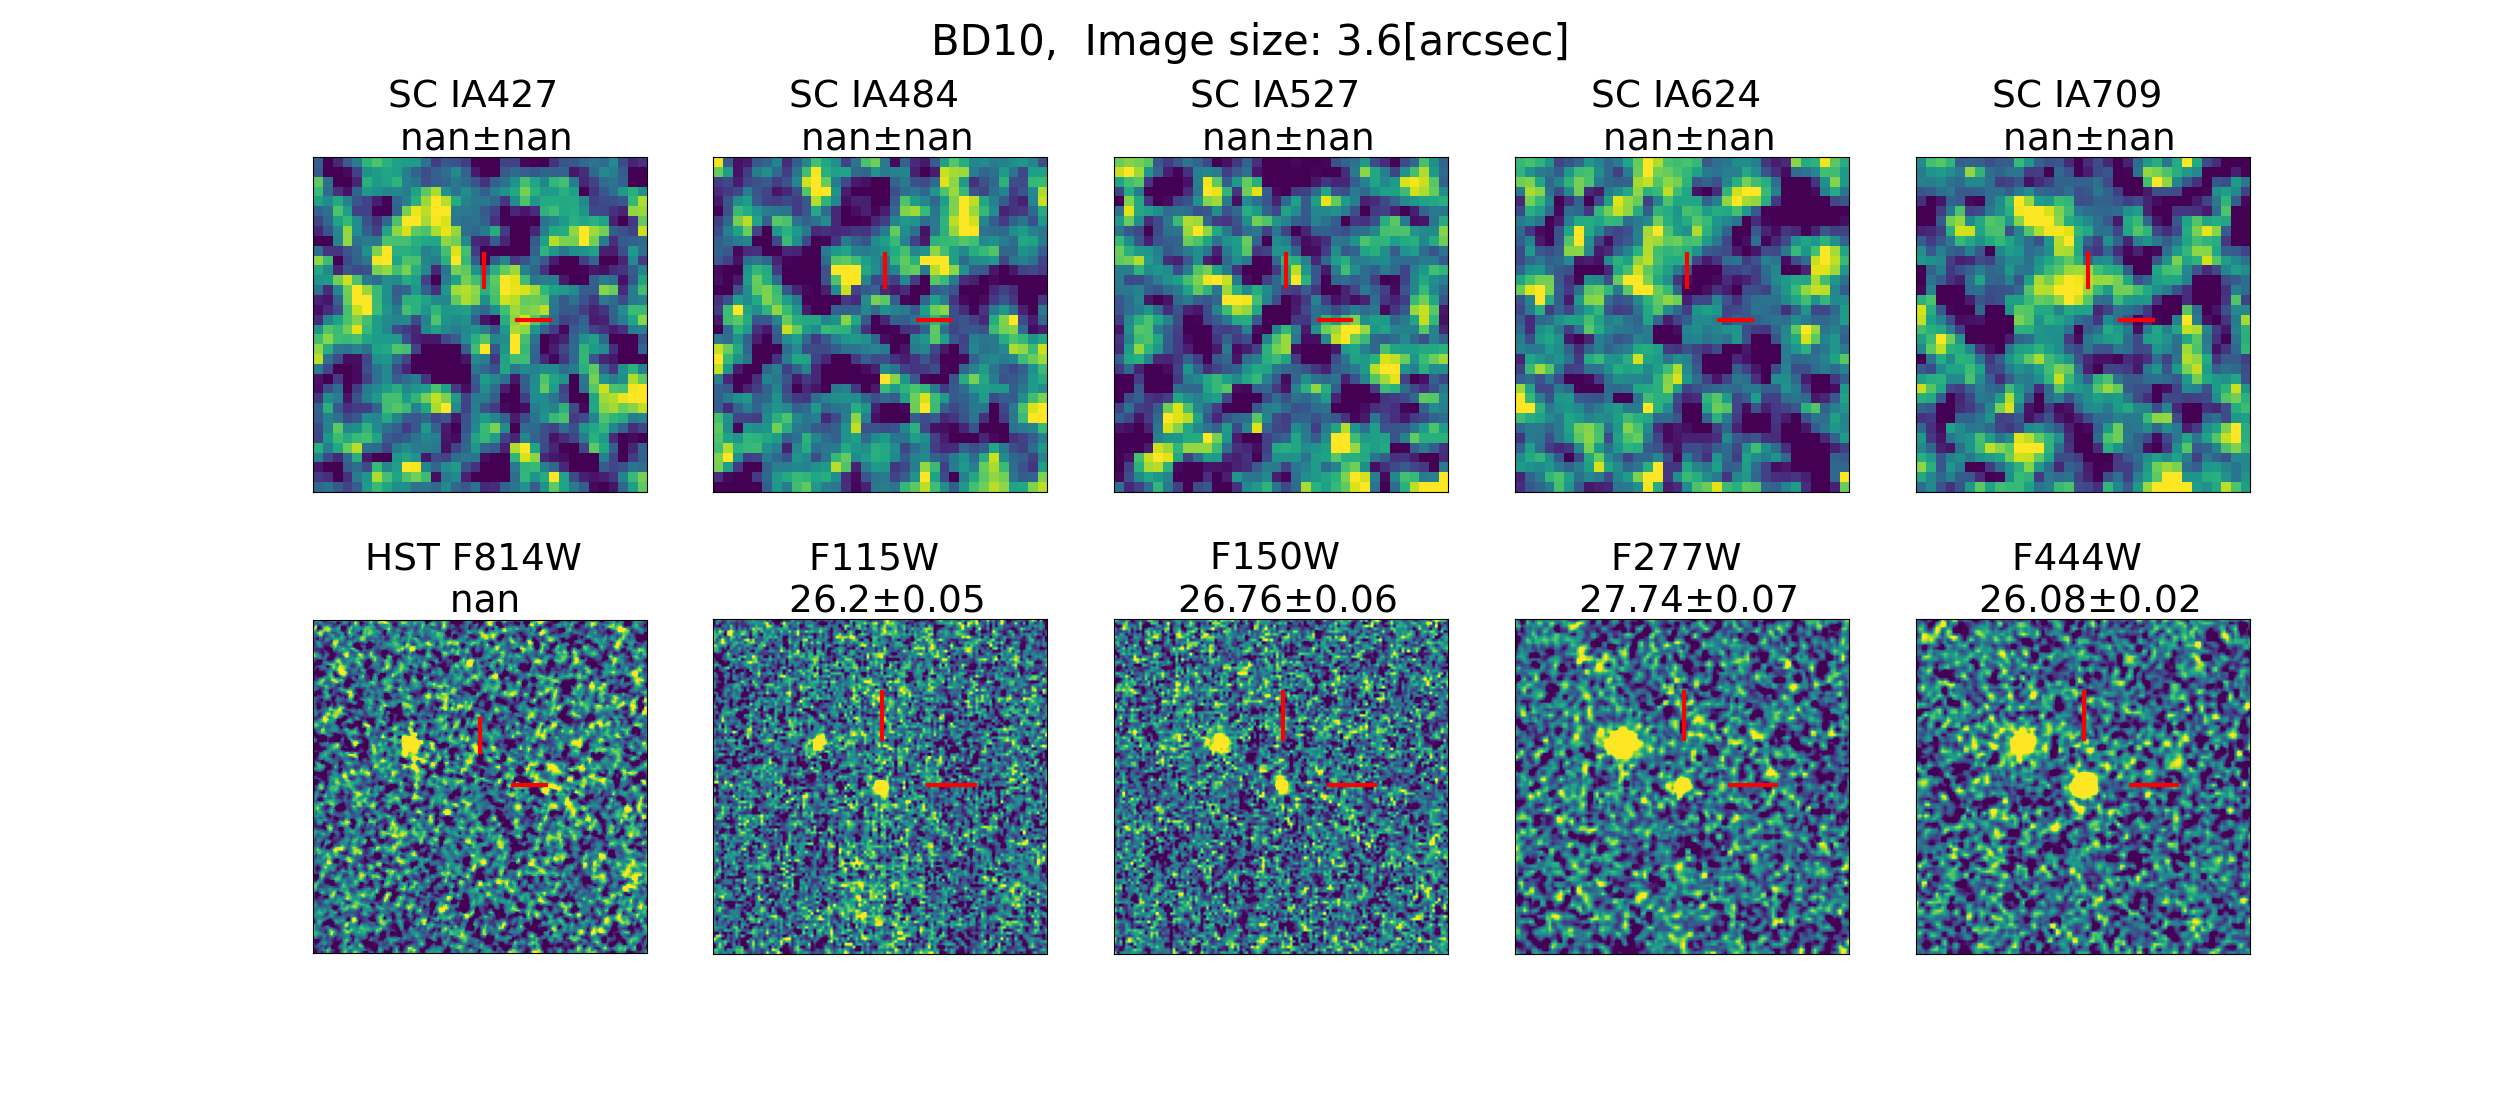 BD10,  Image size: 3.6[arcsec]
SC IA427
nan±nan
SC IA484
nan±nan
SC IA527
nan±nan
SC IA624
nan±nan
SC IA709
nan±nan
HST F814W
nan
F115W
26.2±0.05
F150W
26.76±0.06
F277W
27.74±0.07
F444W
26.08±0.02